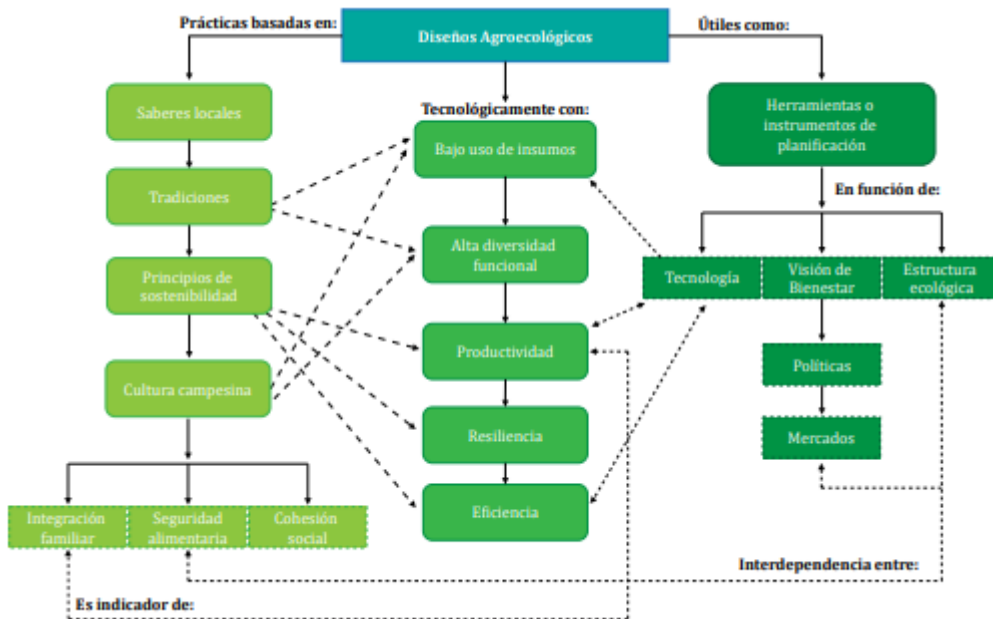 Prácticas basadas en:
Diseños Agroecológicos
Útiles como:
Saberes locales
Tradiciones
Principios de
sostenibilidad
Cultura campesina
Integración
familiar
Seguridad
alimentaria
Cohesión
social
Tecnológicamente con:
Bajo uso de insumos
Alta diversidad
funcional
Productividad
Resiliencia
Eficiencia
Herramientas o
instrumentos de
planificación
En función de:
Tecnología
Visión de
Bienestar
Estructura
ecológica
Políticas
Mercados
Interdependencia entre:
Es indicador de: